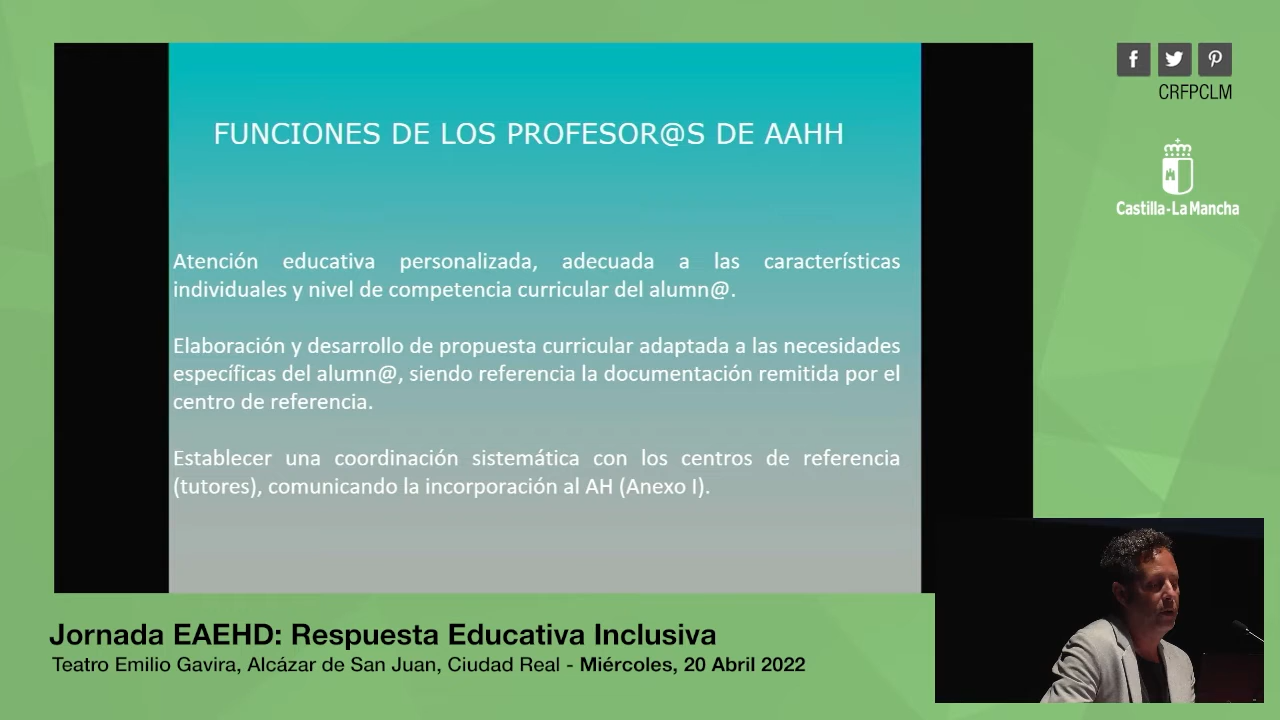 FUNCIONES DE LOS PROFESOR@S DE AAHH
Atención educativa personalizada, adecuada a las características
individuales y nivel de competencia curricular del alumn@.
Elaboración y desarrollo de propuesta curricular adaptada a las necesidades
específicas del alumn@, siendo referencia la documentación remitida por el
centro de referencia.
Establecer una coordinación sistemática con los centros de referencia
(tutores), comunicando la incorporación al AH (Anexo I).
CRFPCLM
Castilla-La Mancha
Jornada EAEHD: Respuesta Educativa Inclusiva
Teatro Emilio Gavira, Alcázar de San Juan, Ciudad Real - Miércoles, 20 Abril 2022